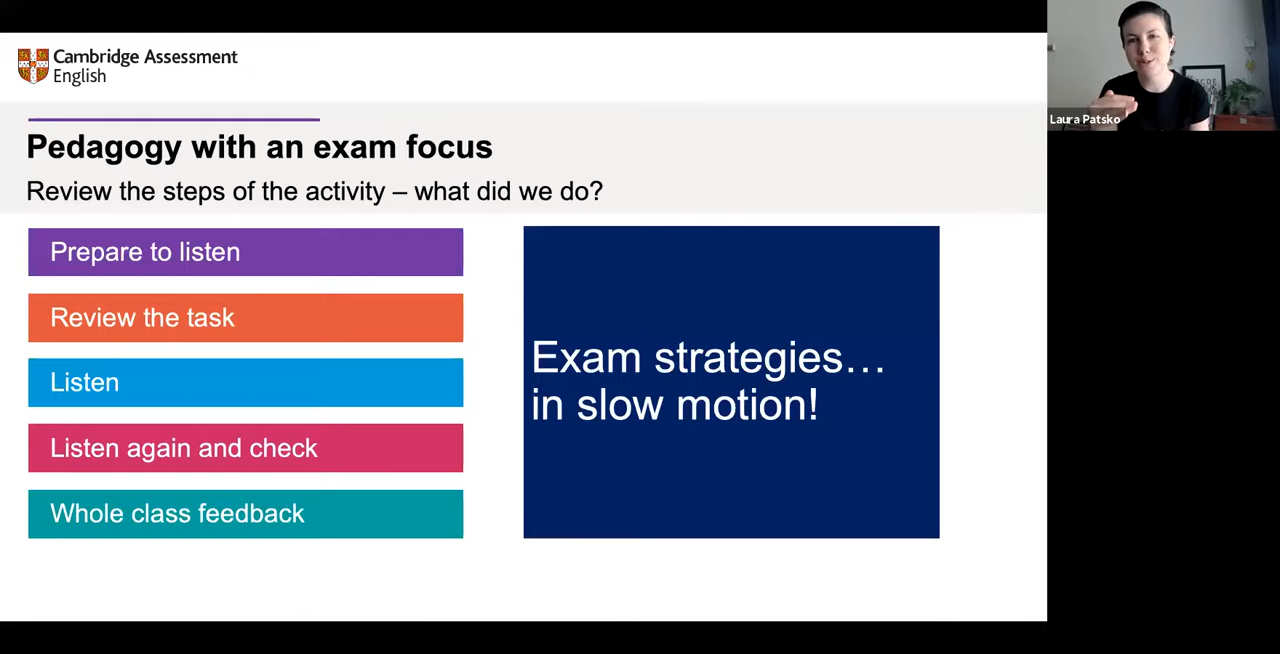 Cambridge Assessment
English
Pedagogy with an exam focus
Review the steps of the activity – what did we do?
Prepare to listen
Review the task
Listen
Listen again and check
Whole class feedback
Exam strategies…
in slow motion!
Laura Patsko